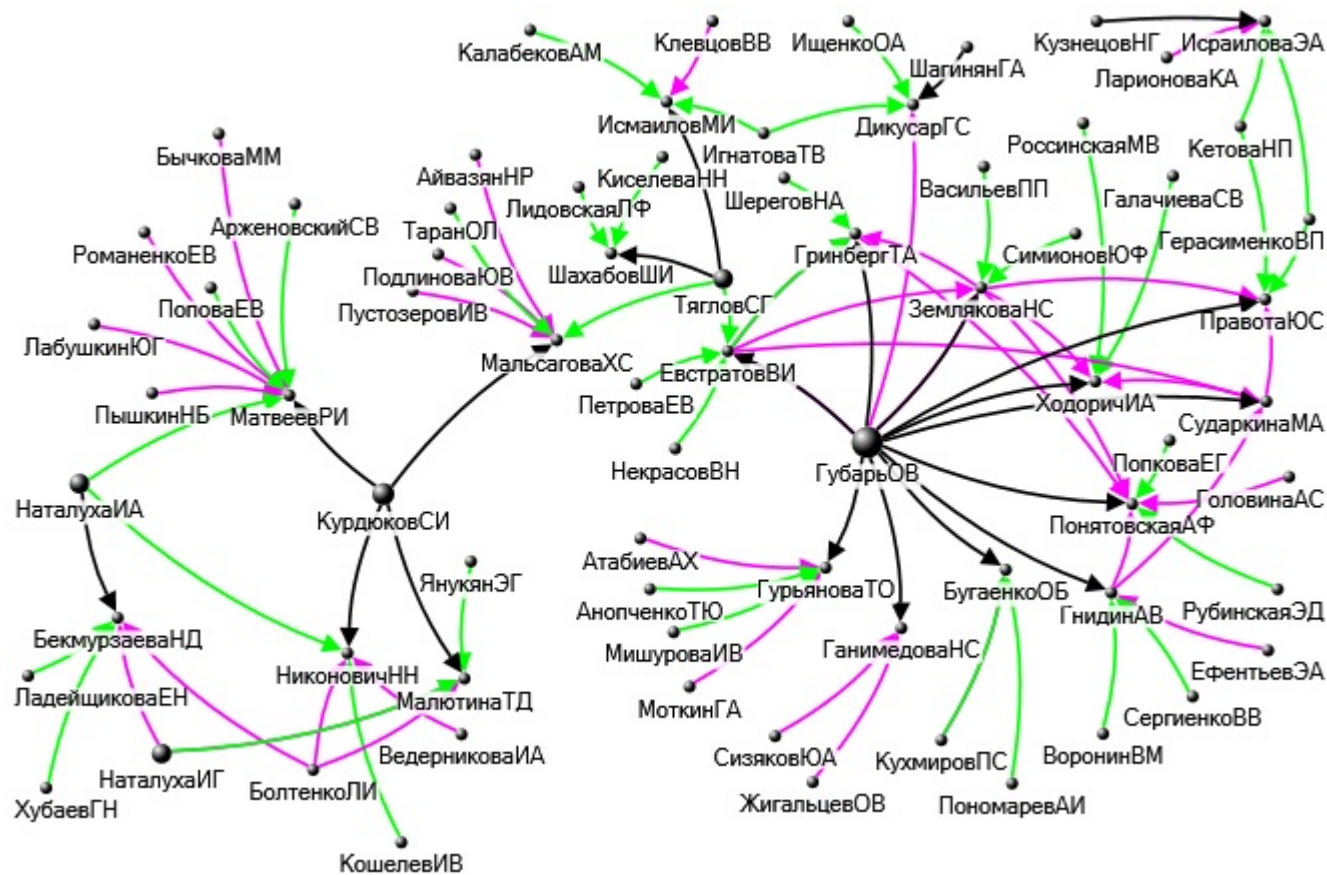 КалабековАМ
КлевцовВВ
ИщенкоОА
ШагинянГА
КузнецовНГ
ИсраиловаЭА
ЛарионоваКА
ИсмаиловМИ
ДикусарГС
ИгнатоваТВ
РоссинскаяМВ
КетоваНП
БычковаММ
АйвазянНР
КиселеваНН
ВасильевПП
ГалачиеваСВ
ЛидовскаяЛФ
ШереговНА
АрженовскийСВ
ТаранОЛ
РоманенкоЕВ
ГринбергТА
СимионовЮФ
ГерасименкоВП
ПодлиноваЮВ
ШахабовШИ
ПоповаЕВ
ПустозеровИВ
ТягловСГ
ЗемляковаНС
ПравотаЮС
ЛабушкинЮГ
МальсаговаХС
ЕвстратовВИ
ПетроваЕВ
ХодоричИА
ПышкинНБ
МатвеевРИ
СударкинаМА
НекрасовВН
ГубарьОВ
ПопковаЕГ
ГоловинаАС
НаталухаИА
КурдюковСИ
ПонятовскаяАФ
АтабиевАХ
ЯнукянЭГ
ГурьяноваТО
БугаенкоОБ
АнопченкоТЮ
ГнидинАВ
РубинскаяЭД
БекмурзаеваНД
МишуроваИВ
ГанимедоваНС
НиконовичНН
ЕфентьевЭА
ЛадейщиковаЕН
МалютинаТД
МоткинГА
СергиенкоВВ
ВедерниковаИА
СизяковЮА
КухмировПС
ВоронинВМ
НаталухаИГ
БолтенкоЛИ
ЖигальцевОВ
ПономаревАИ
ХубаевГН
КошелевИВ